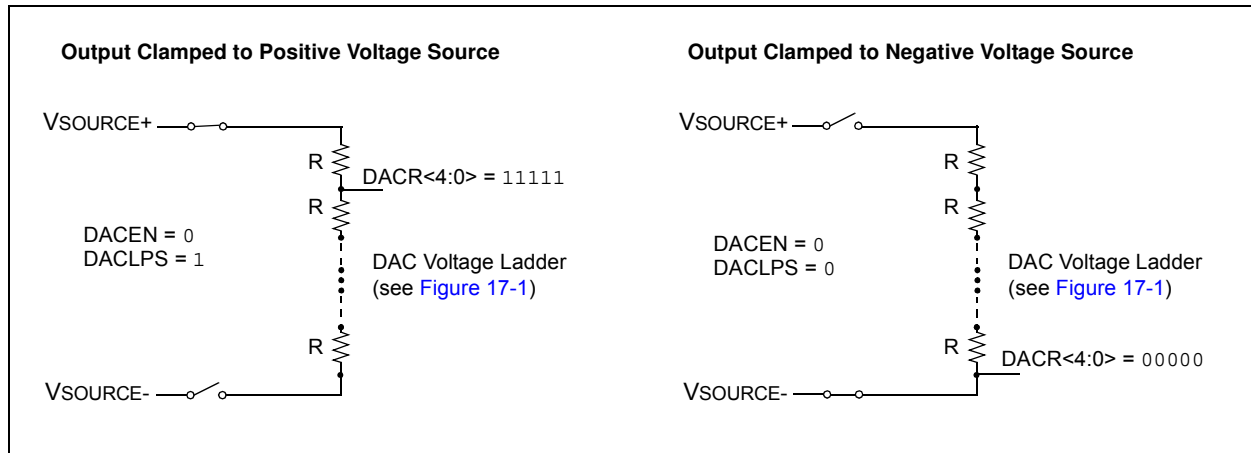 Output Clamped to Positive Voltage Source
VSOURCE+
R
DACR<4:0> = 11111
R
DACEN = 0
DACLPS = 1
DAC Voltage Ladder
(see Figure 17-1)
R
VSOURCE-
Output Clamped to Negative Voltage Source
VSOURCE+
R
R
DACEN = 0
DACLPS = 0
DAC Voltage Ladder
(see Figure 17-1)
R
DACR<4:0> = 00000
VSOURCE-